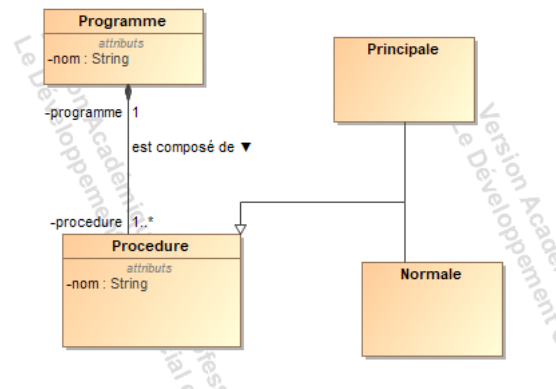 Programme
attributs
-nom : String
Principale
-programme 1
est composé de ▼
-procedure 1..*
Procedure
attributs
-nom : String
Normale
Version Acad
Le Développement